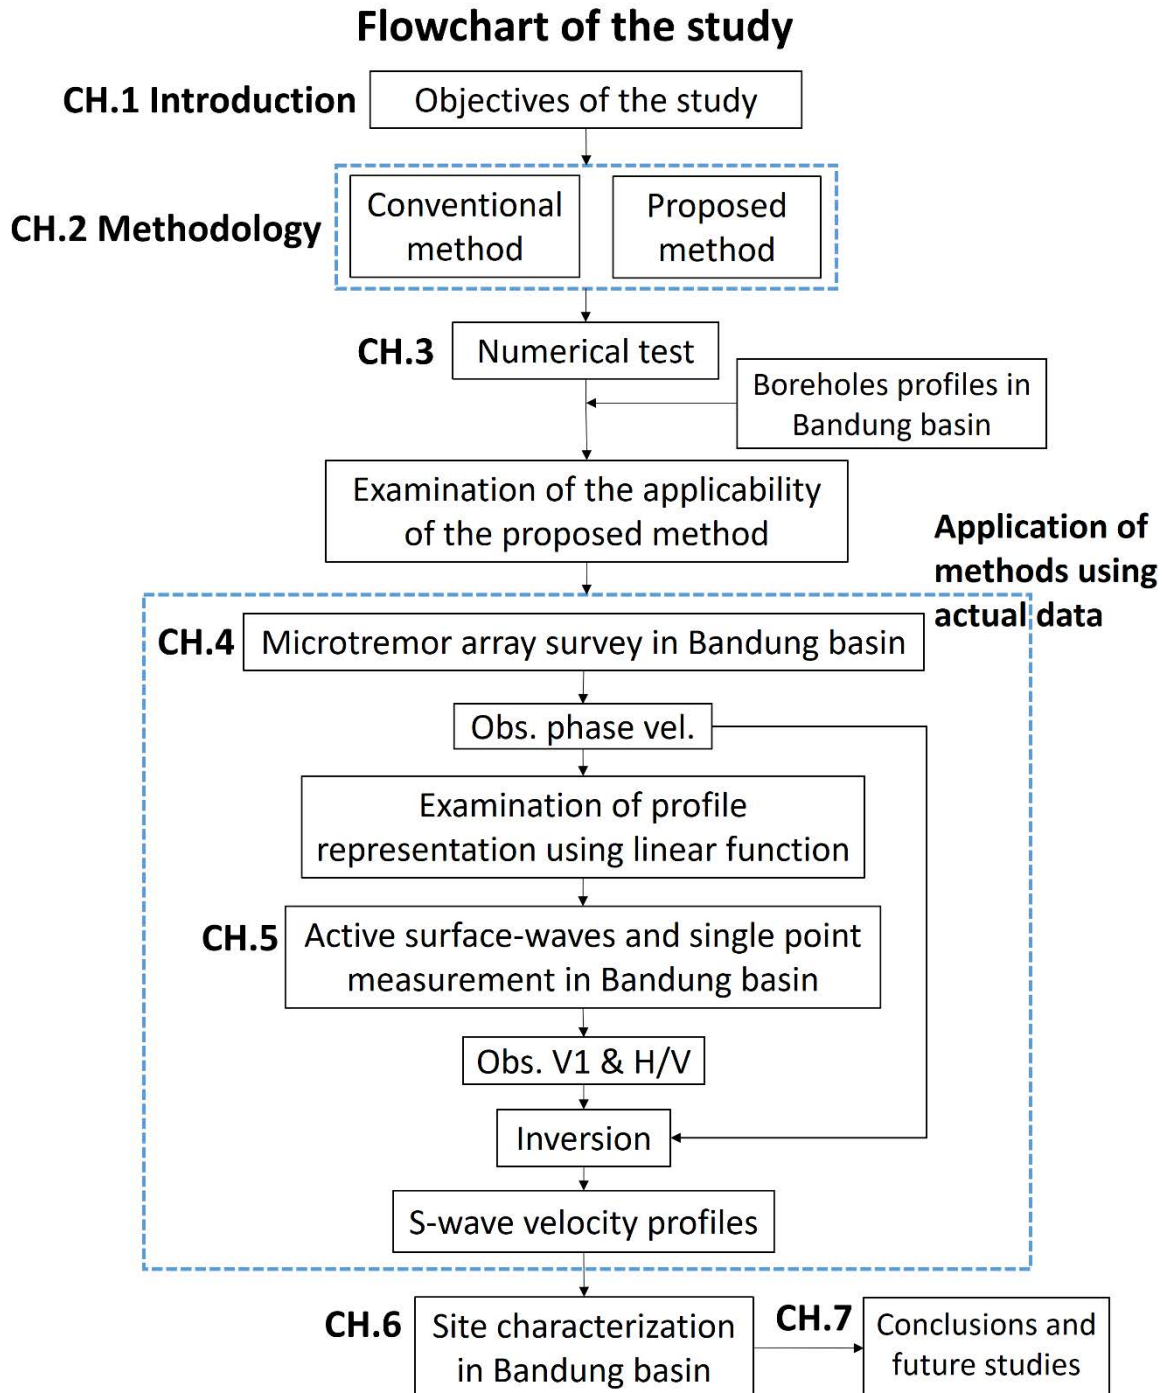 Flowchart of the study
CH.1 Introduction
Objectives of the study
CH.2 Methodology
Conventional
method
Proposed
method
CH.3
Numerical test
Boreholes profiles in
Bandung basin
Examination of the applicability
of the proposed method
Application of
methods using
actual data
CH.4
Microtremor array survey in Bandung basin
Obs. phase vel.
Examination of profile
representation using linear function
CH.5
Active surface-waves and single point
measurement in Bandung basin
Obs. V1 & H/V
Inversion
S-wave velocity profiles
CH.6
Site characterization
in Bandung basin
CH.7
Conclusions and
future studies